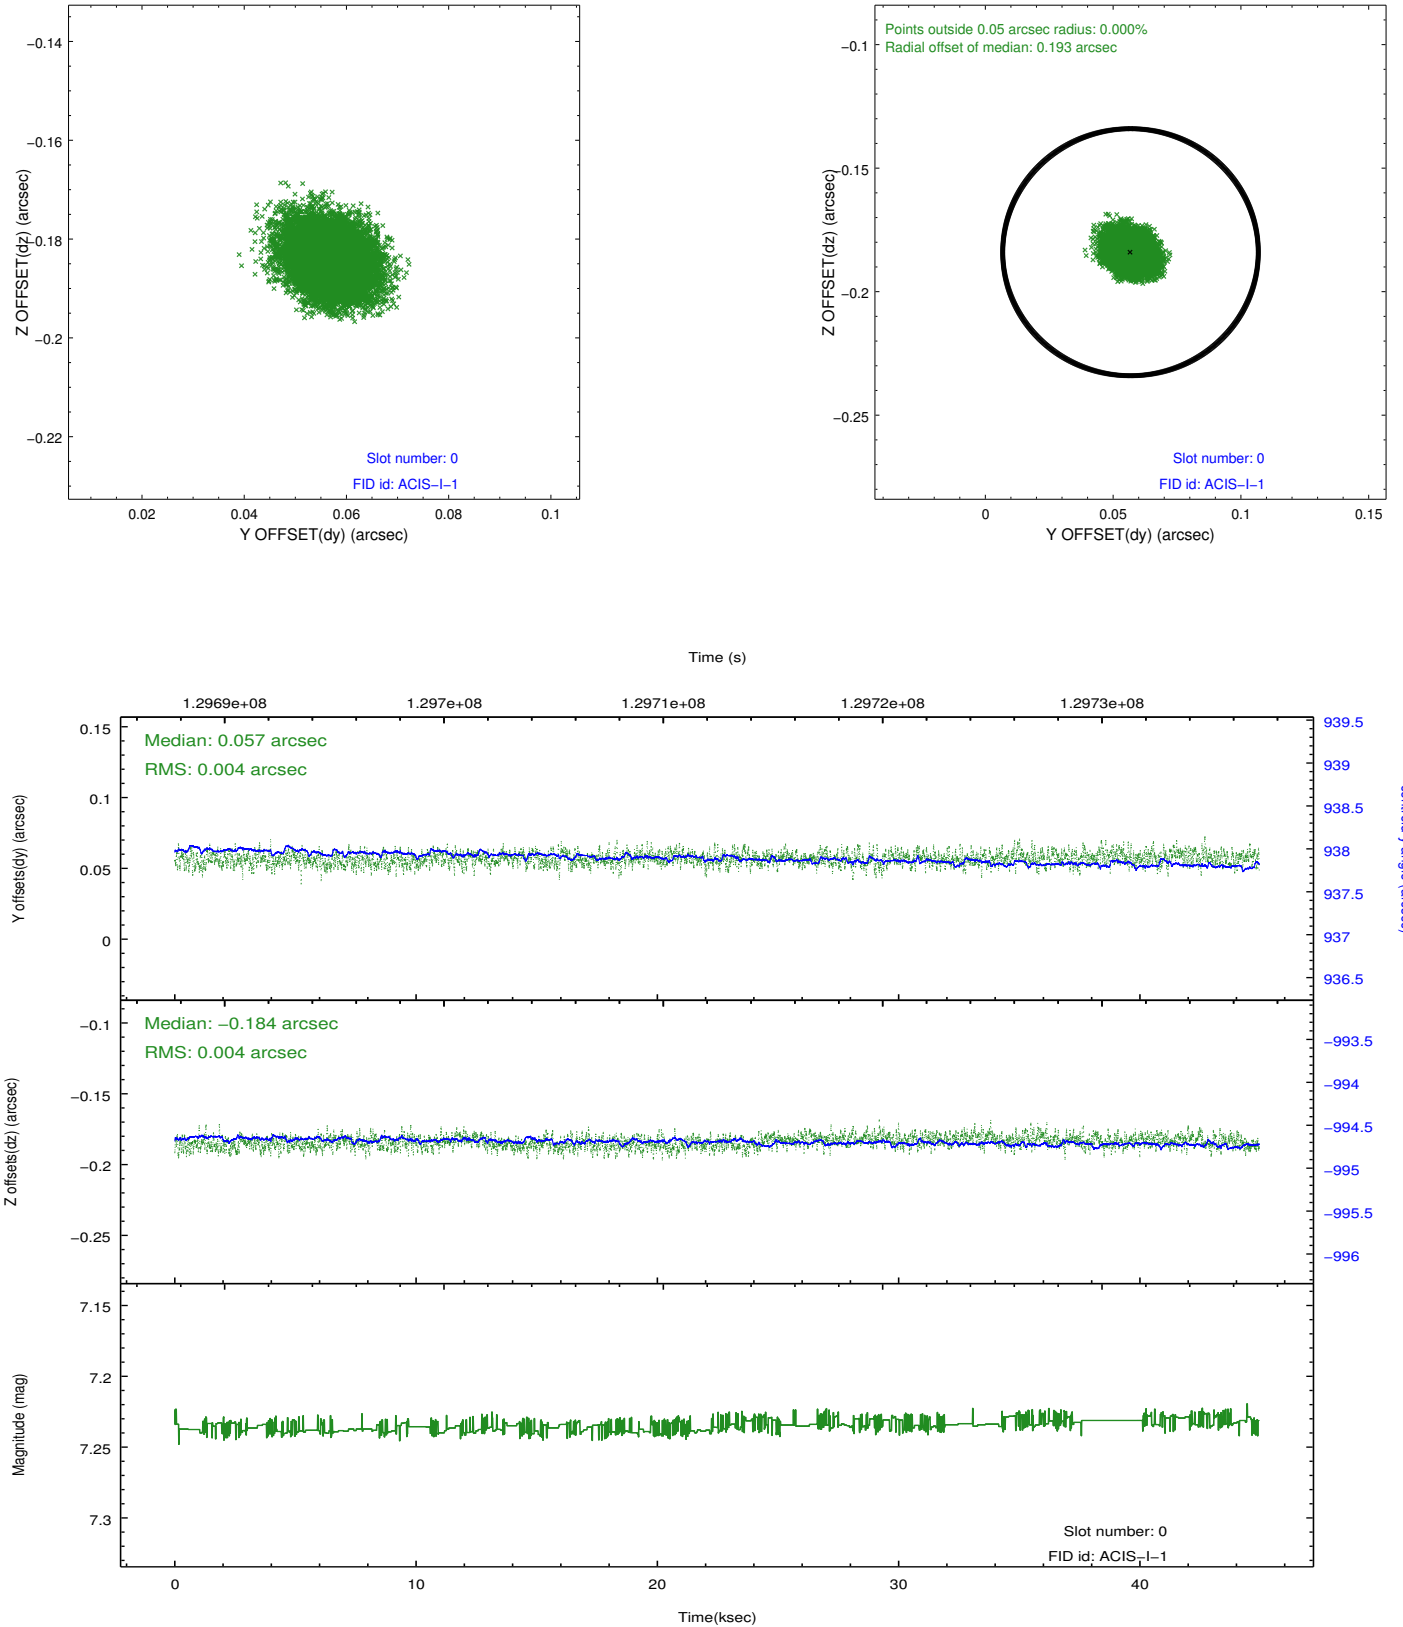 −0.14
−0.16
−0.18
−0.2
−0.22
Z OFFSET(dz) (arcsec)
Slot number: 0
FID id: ACIS−I−1
0.02 0.04 0.06 0.08 0.1
Y OFFSET(dy) (arcsec)
Points outside 0.05 arcsec radius: 0.000%
Radial offset of median: 0.193 arcsec
−0.1
−0.15
−0.2
−0.25
Z OFFSET(dz) (arcsec)
Slot number: 0
FID id: ACIS−I−1
0 0.05 0.1 0.15
Y OFFSET(dy) (arcsec)
Time (s)
1.2969e+08 1.297e+08 1.2971e+08 1.2972e+08 1.2973e+08
Median: 0.057 arcsec
RMS: 0.004 arcsec
0.15
0.1
0.05
0
Y offsets(dy) (arcsec)
939.5
939
938.5
938
937.5
937
936.5
Median: −0.184 arcsec
RMS: 0.004 arcsec
−0.1
−0.15
−0.2
−0.25
Z offsets(dz) (arcsec)
−993.5
−994
−994.5
−995
−995.5
−996
7.15
7.2
7.25
7.3
Magnitude (mag)
Slot number: 0
FID id: ACIS−I−1
0 10 20 30 40
Time(ksec)